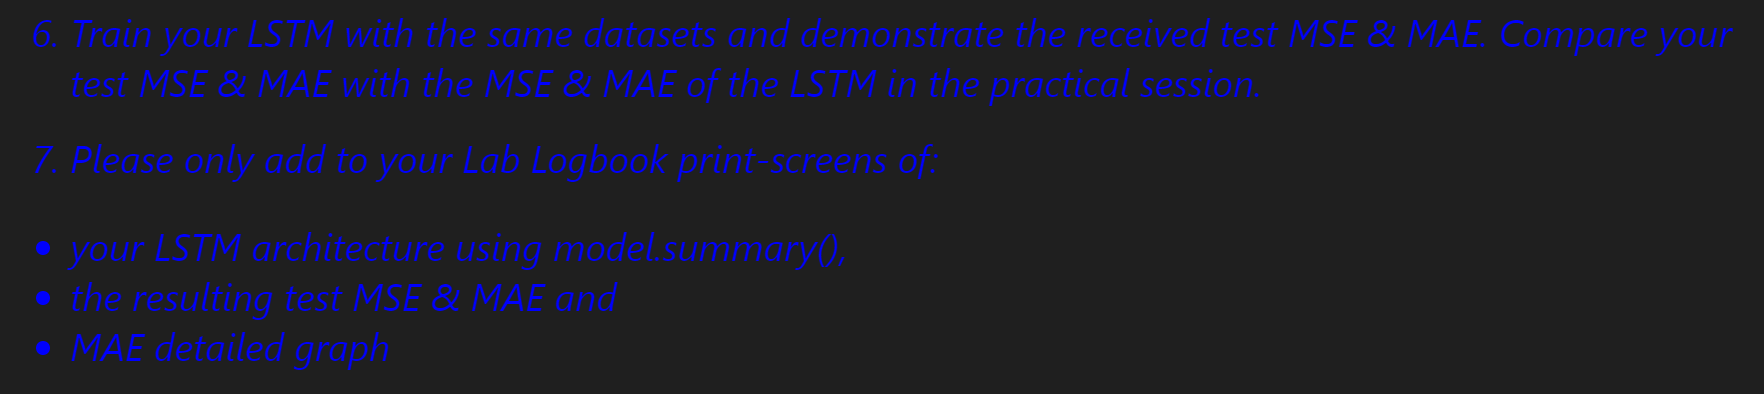 6. Train your LSTM with the same datasets and demonstrate the received test MSE & MAE. Compare your
test MSE & MAE with the MSE & MAE of the LSTM in the practical session.
7. Please only add to your Lab Logbook print-screens of:
• your LSTM architecture using model.summary(),
• the resulting test MSE & MAE and
• MAE detailed graph